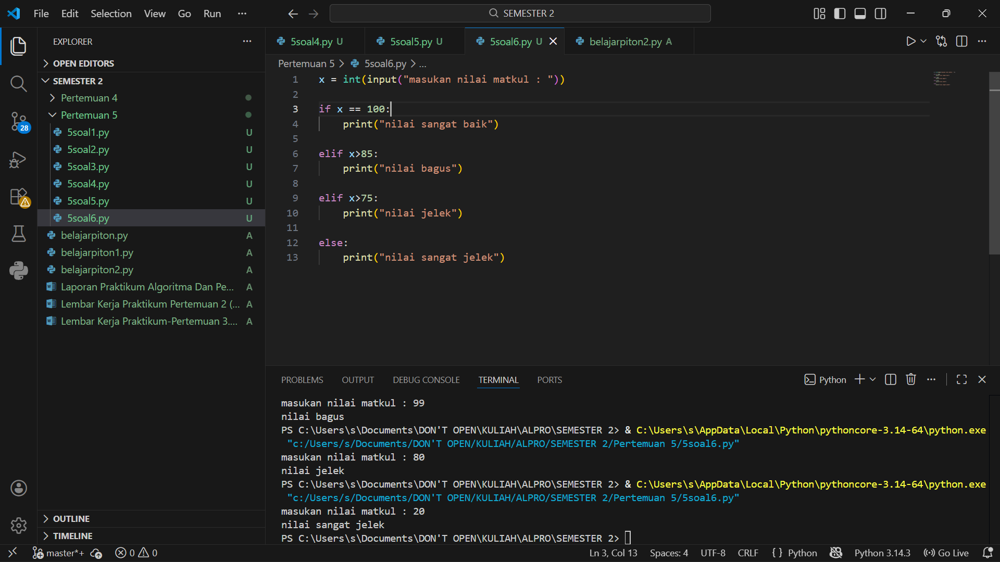 File Edit Selection View Go Run ···
SEMESTER 2
EXPLORER
OPEN EDITORS
SEMESTER 2
Pertemuan 4
Pertemuan 5
5soal1.py U
5soal2.py U
5soal3.py U
5soal4.py U
5soal5.py U
5soal6.py U
belajarpiton.py A
belajarpiton1.py A
belajarpiton2.py A
Laporan Praktikum Algoritma Dan Pe... A
Lembar Kerja Praktikum Pertemuan 2 (... A
Lembar Kerja Praktikum-Pertemuan 3.... A
OUTLINE
TIMELINE
28
5soal4.py U 5soal5.py U 5soal6.py U belajarpiton2.py A
Pertemuan 5 > 5soal6.py > ...
1 x = int(input("masukan nilai matkul : "))
2
3 if x == 100:
4 print("nilai sangat baik")
5
6 elif x>85:
7 print("nilai bagus")
8
9 elif x>75:
10 print("nilai jelek")
11
12 else:
13 print("nilai sangat jelek")
PROBLEMS OUTPUT DEBUG CONSOLE TERMINAL PORTS
Python
masukan nilai matkul : 99
nilai bagus
PS C:\Users\s\Documents\DON'T OPEN\KULIAH\ALPRO\SEMESTER 2> & C:\Users\s\AppData\Local\Python\pythoncore-3.14-64\python.exe
"c:/Users/s/Documents/DON'T OPEN/KULIAH/ALPRO/SEMESTER 2/Pertemuan 5/5soal6.py"
masukan nilai matkul : 80
nilai jelek
PS C:\Users\s\Documents\DON'T OPEN\KULIAH\ALPRO\SEMESTER 2> & C:\Users\s\AppData\Local\Python\pythoncore-3.14-64\python.exe
"c:/Users/s/Documents/DON'T OPEN/KULIAH/ALPRO/SEMESTER 2/Pertemuan 5/5soal6.py"
masukan nilai matkul : 20
nilai sangat jelek
PS C:\Users\s\Documents\DON'T OPEN\KULIAH\ALPRO\SEMESTER 2>
master*+ 0 0 Ln 3, Col 13 Spaces: 4 UTF-8 CRLF {} Python Python 3.14.3 Go Live